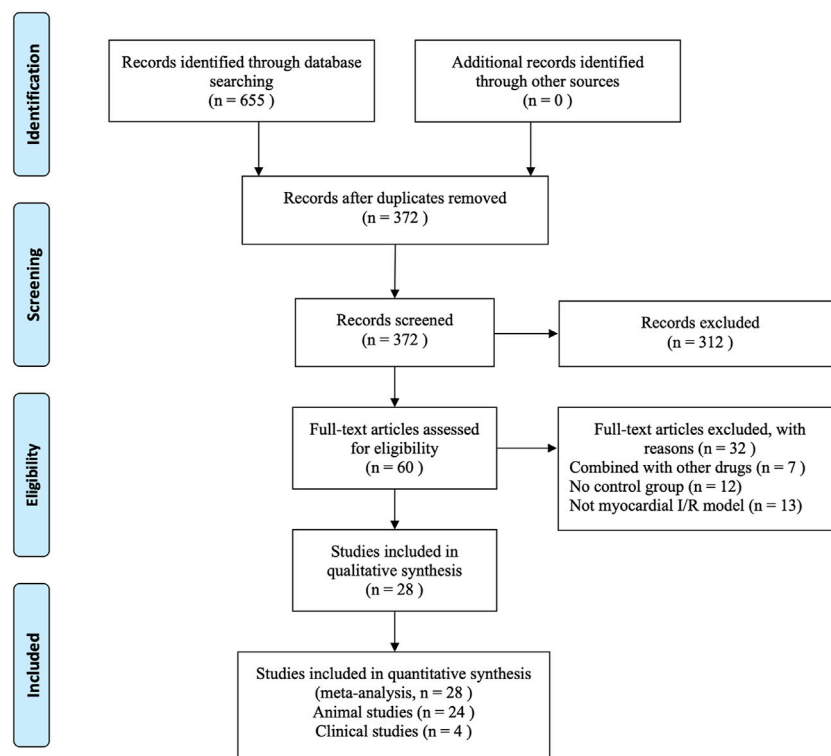 Identification
Records identified through database
searching
(n = 655 )
Additional records identified
through other sources
(n = 0 )
Records after duplicates removed
(n = 372 )
Screening
Records screened
(n = 372 )
Records excluded
(n = 312 )
Eligibility
Full-text articles assessed
for eligibility
(n = 60 )
Full-text articles excluded, with
reasons (n = 32 )
Combined with other drugs (n = 7 )
No control group (n = 12)
Not myocardial I/R model (n = 13)
Studies included in
qualitative synthesis
(n = 28 )
Included
Studies included in quantitative synthesis
(meta-analysis, n = 28 )
Animal studies (n = 24 )
Clinical studies (n = 4 )